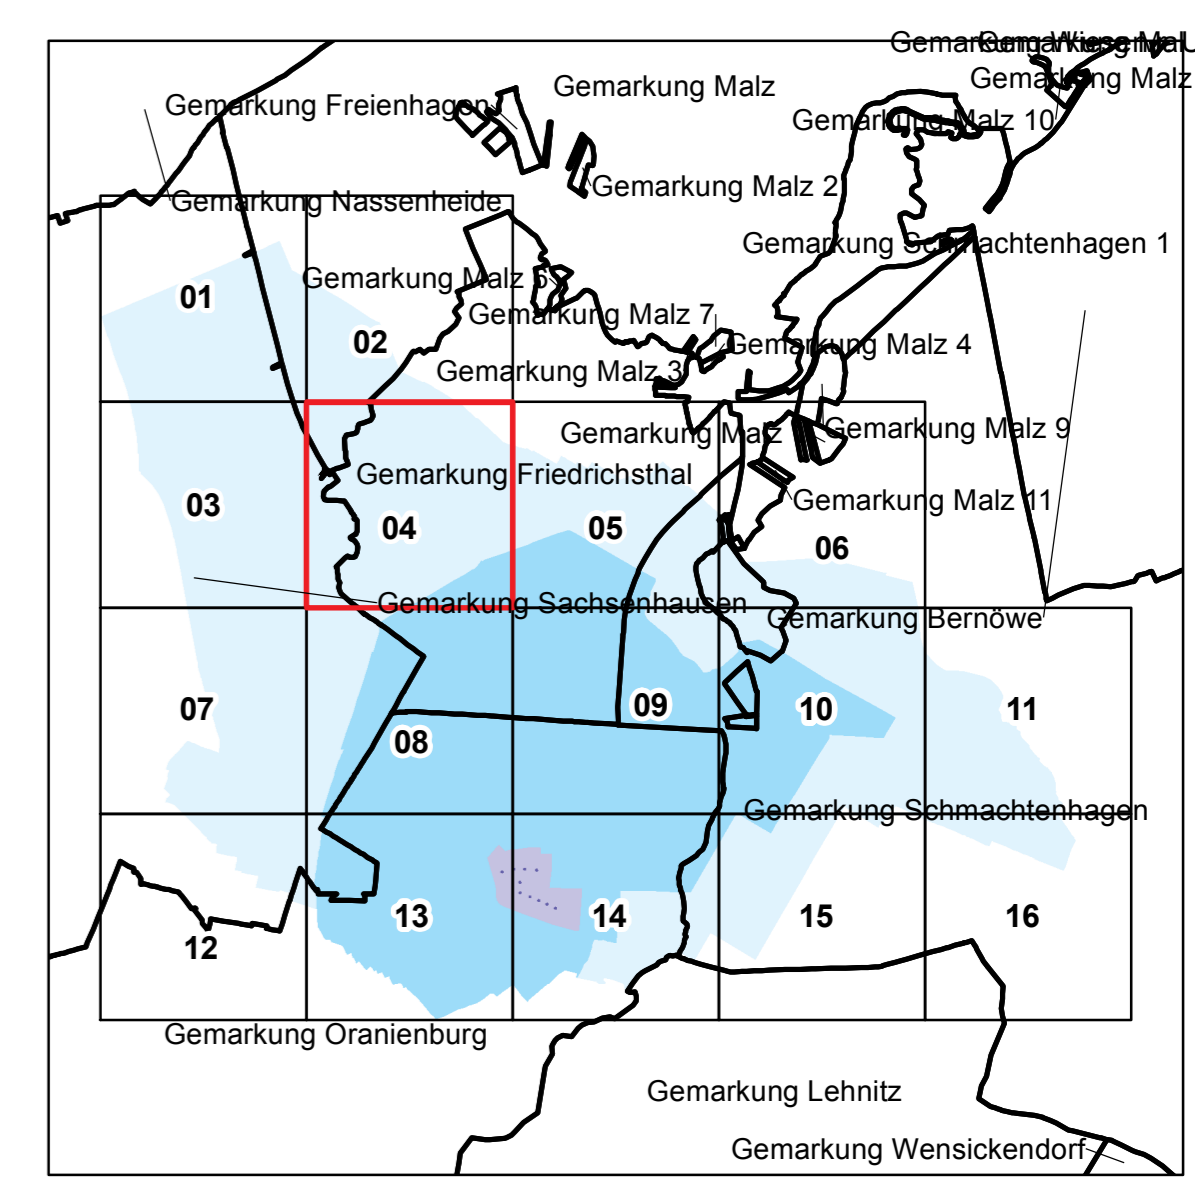 Gemarkung Malz
Gemarkung Freienhagen
Gemarkung Malz
Gemarkung Malz 10
Gemarkung Malz 2
Gemarkung Nassenheide
Gemarkung Schmachtenhagen 1
Gemarkung Malz 5
01
Gemarkung Malz 7
02
Gemarkung Malz 4
Gemarkung Malz 3
Gemarkung Malz
Gemarkung Malz 9
Gemarkung Friedrichsthal
Gemarkung Malz 11
03
04
05
06
Gemarkung Sachsenhausen
Gemarkung Bernöwe
07
09
10
11
08
Gemarkung Schmachtenhagen
13
14
15
16
12
Gemarkung Oranienburg
Gemarkung Lehnitz
Gemarkung Wensickendorf